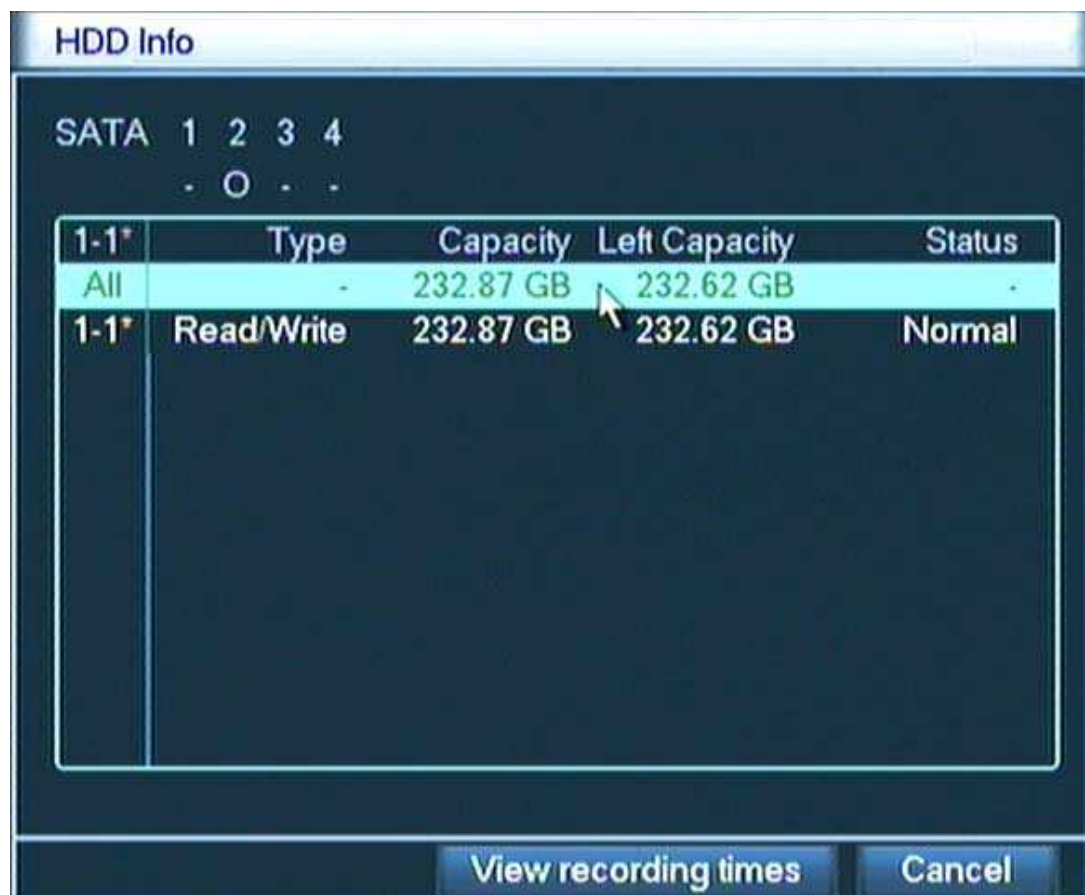 HDD Info
SATA 1 2 3 4
- O - -
1-1* Type Capacity Left Capacity Status
All - 232.87 GB 232.62 GB -
1-1* Read/Write 232.87 GB 232.62 GB Normal
View recording times Cancel